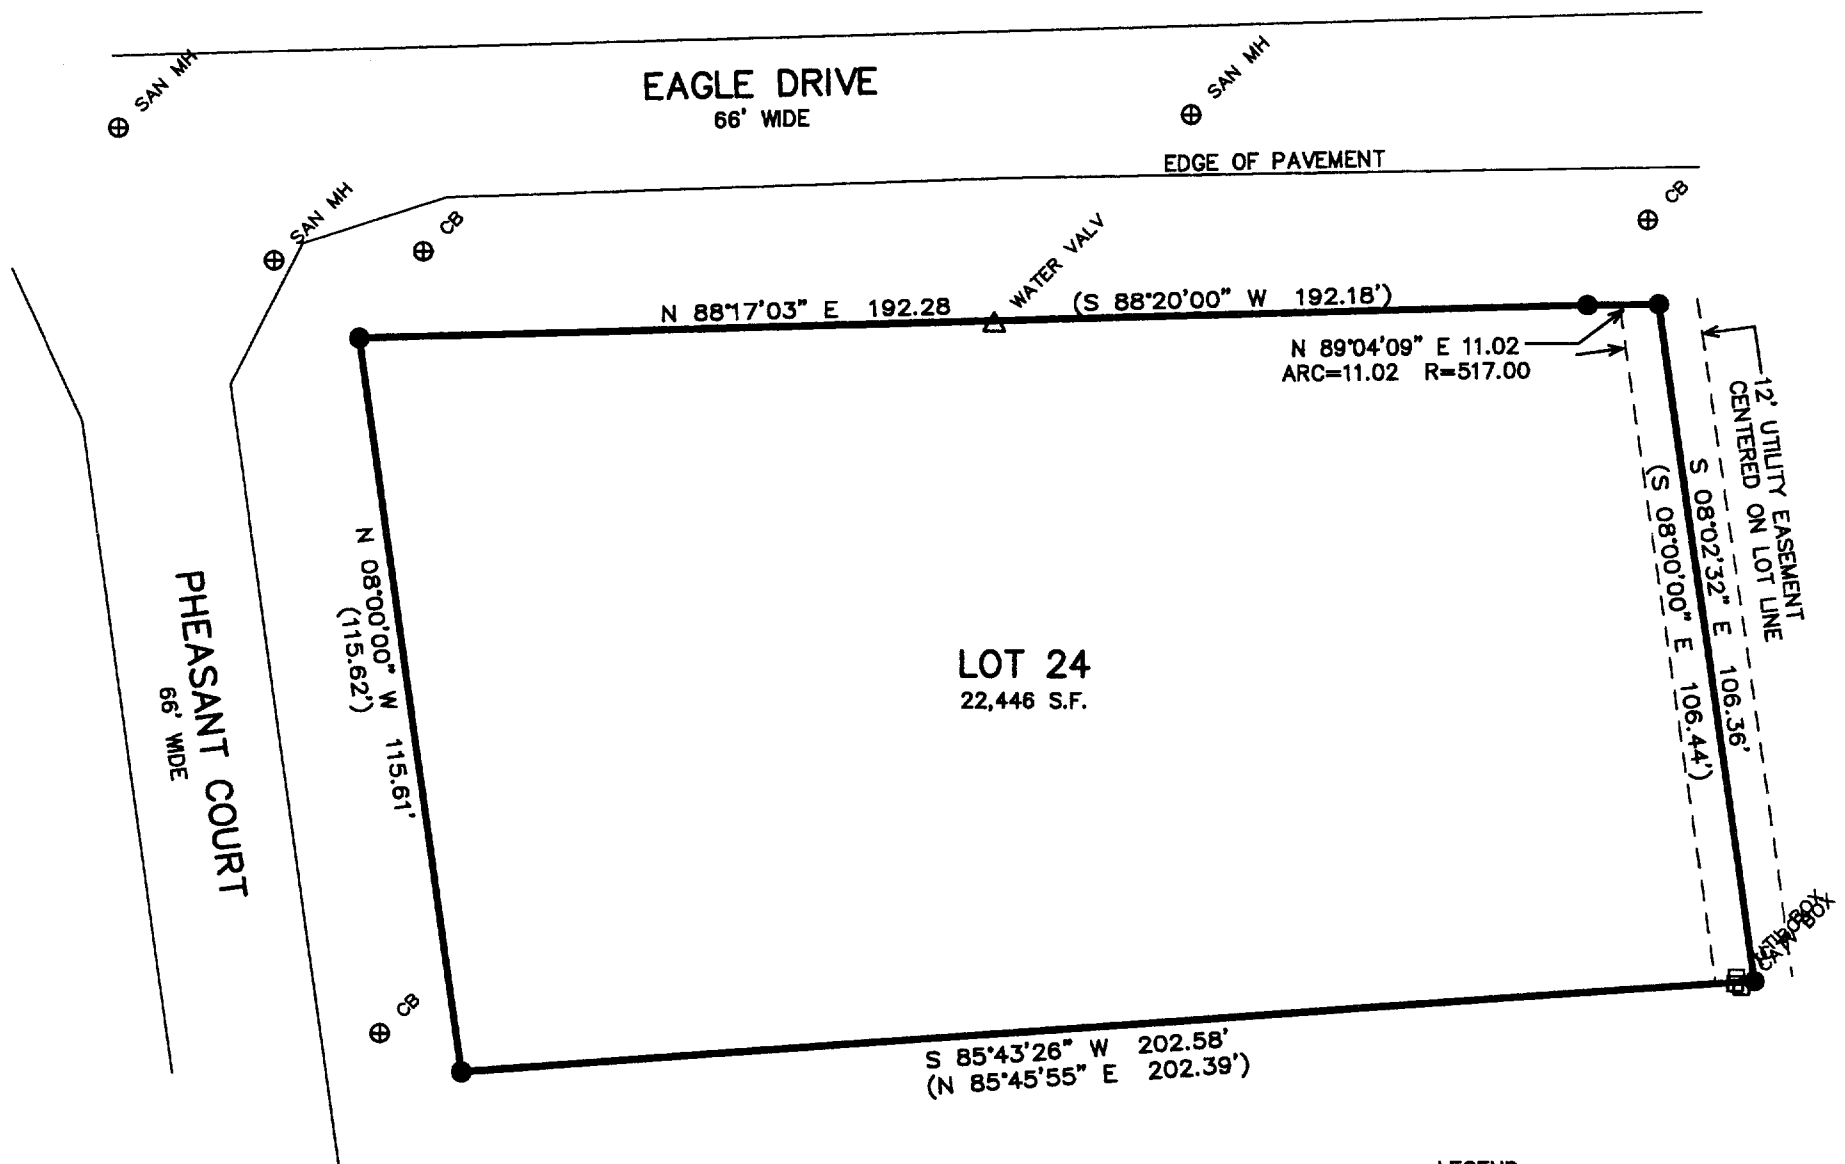 SAN MH
EAGLE DRIVE
66' WIDE
SAN MH
EDGE OF PAVEMENT
SAN MH
CB
CB
WATER VALV
N 88°17'03" E 192.28
(S 88°20'00" W 192.18')
N 89°04'09" E 11.02
ARC=11.02 R=517.00
12' UTILITY EASEMENT
CENTERED ON LOT LINE
S 08°02'32" E 106.36'
(S 08°00'00" E 106.44')
N 08°00'00" W 115.61'
(115.62')
PHEASANT COURT
66' WIDE
LOT 24
22,446 S.F.
CATV BOX
CB
S 85°43'26" W 202.58'
(N 85°45'55" E 202.39')